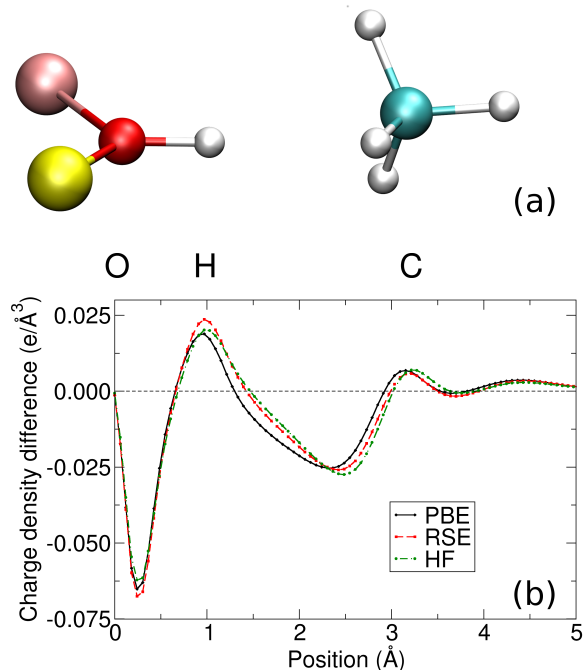 (a)
O H C
Charge density difference (e/Å³)
0.025
0.000
-0.025
-0.050
-0.075
PBE
RSE
HF
(b)
0 1 2 3 4 5
Position (Å)